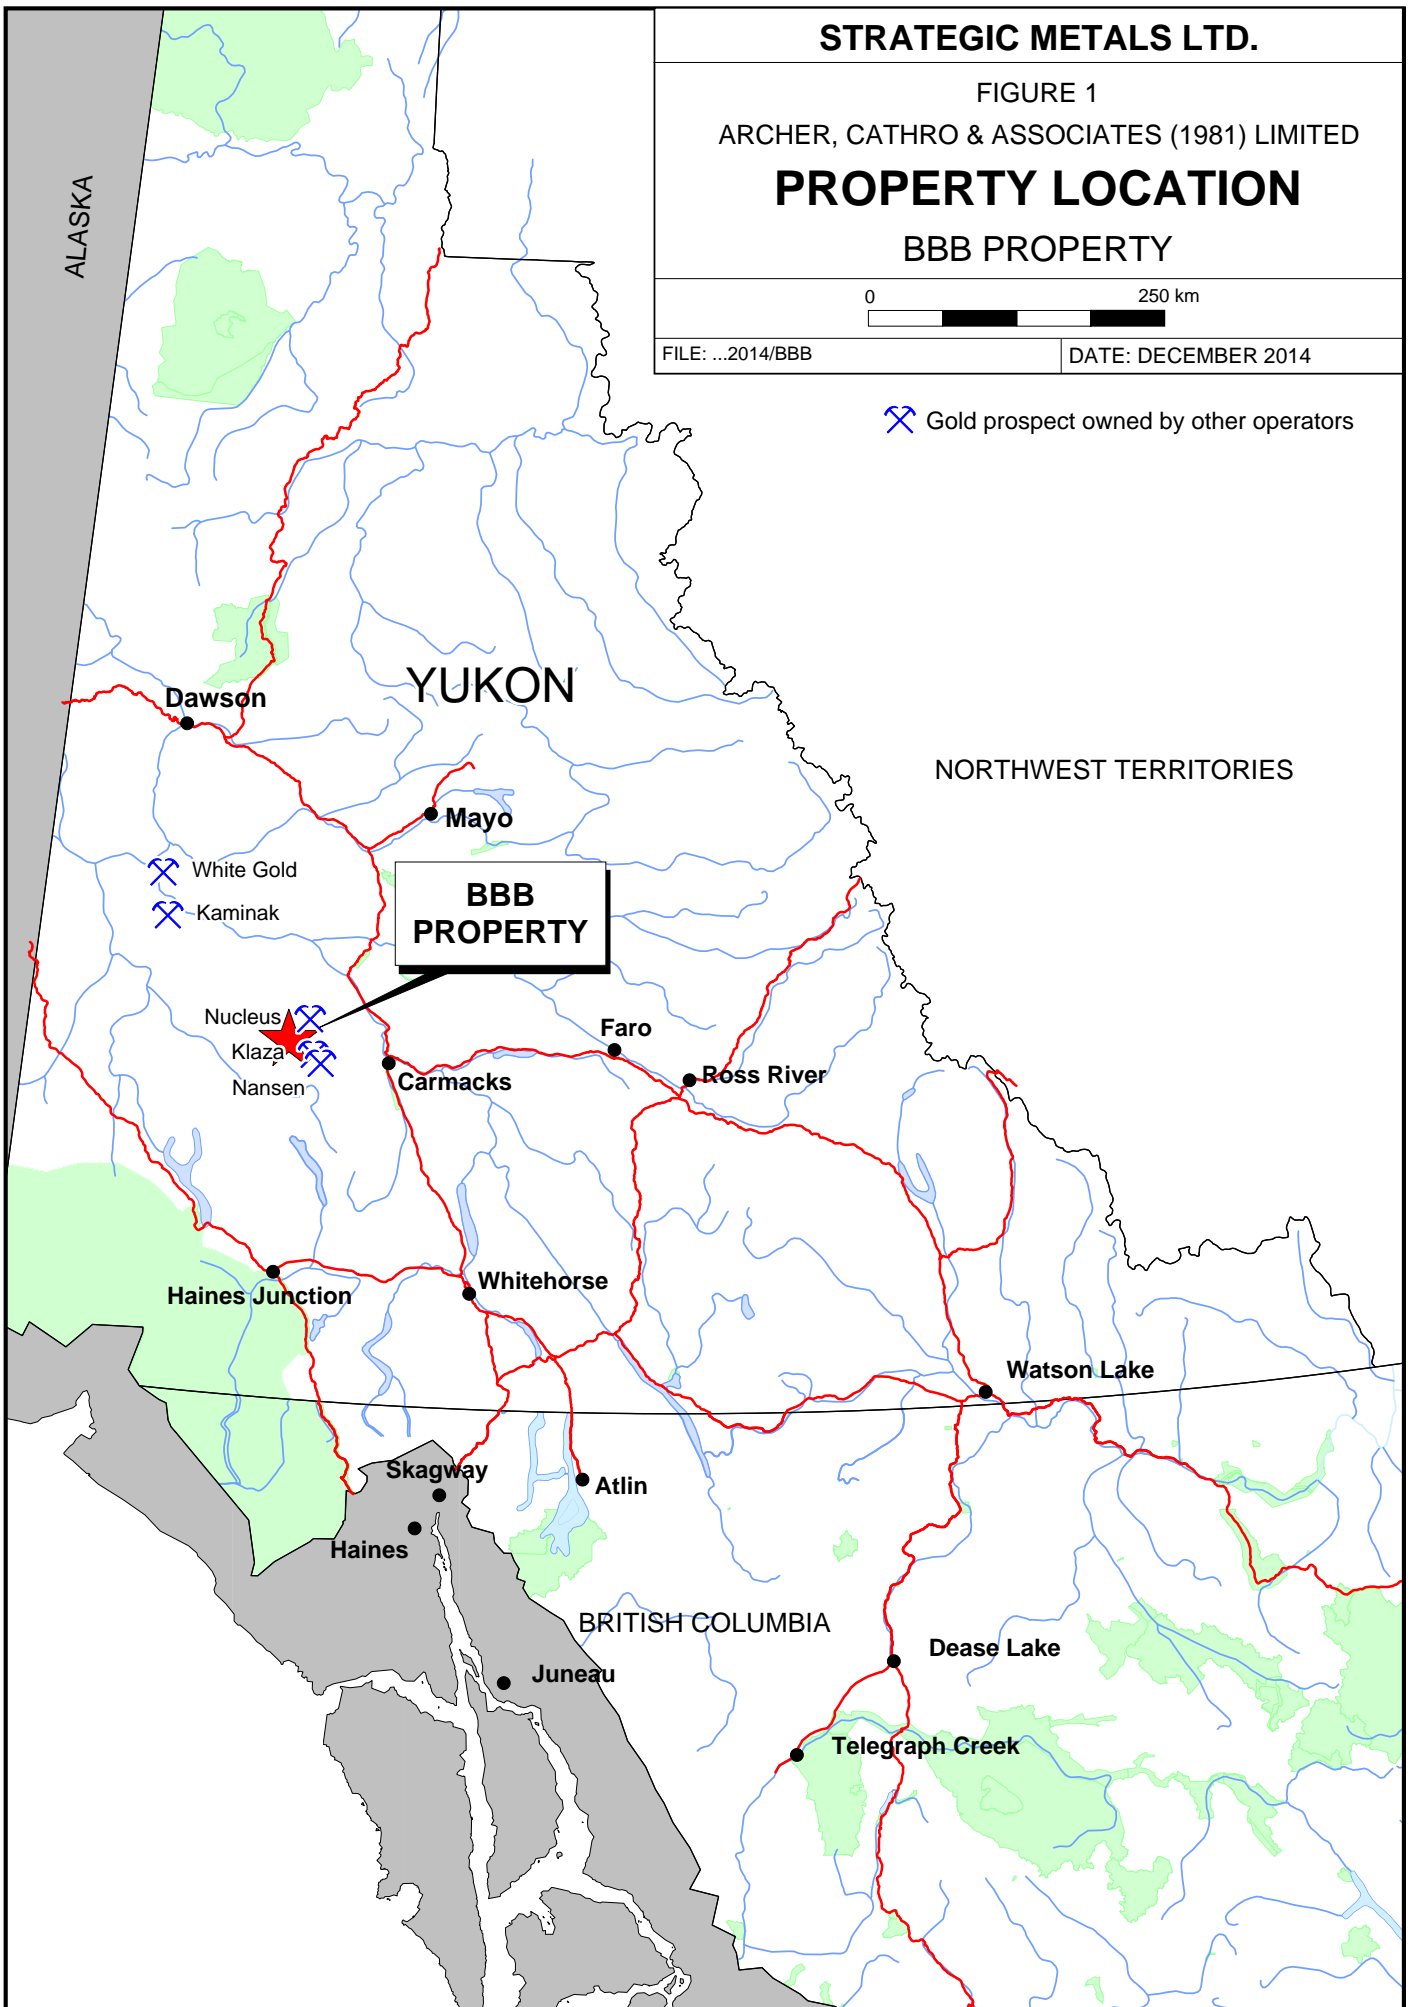 STRATEGIC METALS LTD.
FIGURE 1
ARCHER, CATHRO & ASSOCIATES (1981) LIMITED
PROPERTY LOCATION
BBB PROPERTY
0 250 km
FILE: ...2014/BBB DATE: DECEMBER 2014
Gold prospect owned by other operators
ALASKA
YUKON
Dawson
NORTHWEST TERRITORIES
Mayo
White Gold
Kaminak
BBB
PROPERTY
Nucleus
Klaza
Nansen
Faro
Carmacks
Ross River
Haines Junction
Whitehorse
Watson Lake
Skagway
Atlin
Haines
BRITISH COLUMBIA
Dease Lake
Juneau
Telegraph Creek